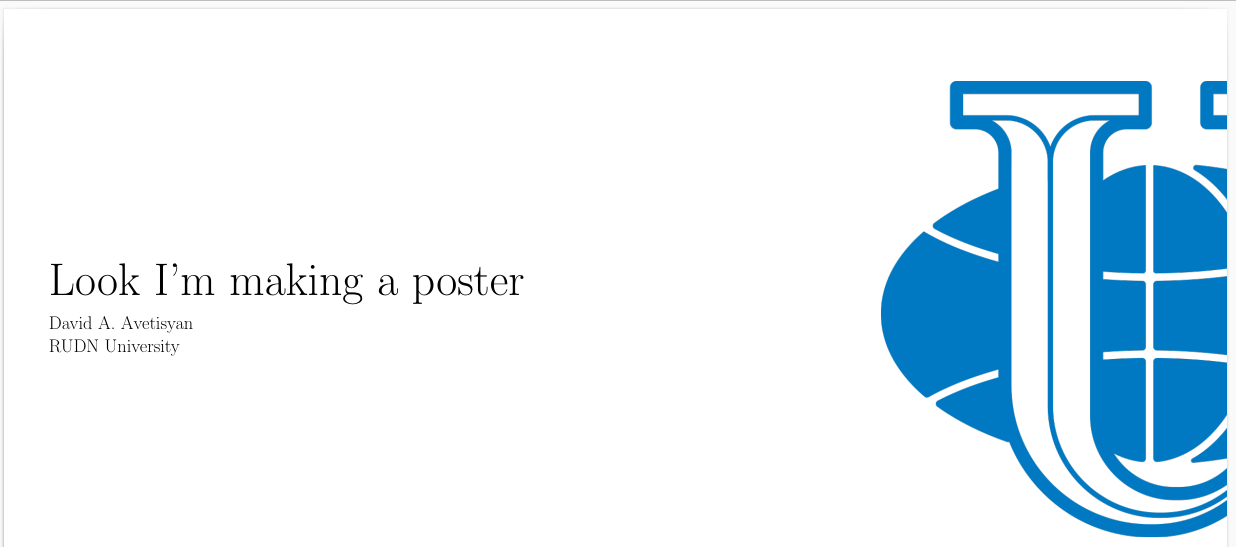 Look I'm making a poster
David A. Avetisyan
RUDN University